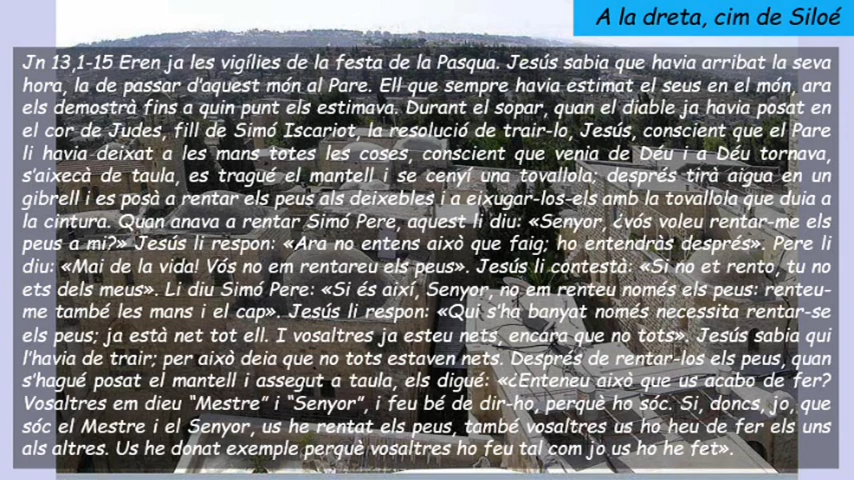 A la dreta, cim de Siloé
Jn 13,1-15 Eren ja les vigílies de la festa de la Pasqua. Jesús sabia que havia arribat la seva
hora, la de passar d’aquest món al Pare. Ell que sempre havia estimat el seus en el món, ara
els demostrà fins a quin punt els estimava. Durant el sopar, quan el diable ja havia posat en
el cor de Judes, fill de Simó Iscariot, la resolució de trair-lo, Jesús, conscient que el Pare
li havia deixat a les mans totes les coses, conscient que venia de Déu i a Déu tornava,
s’aixecà de taula, es tragué el mantell i se cenyí una tovallola; després tirà aigua en un
gibrell i es posà a rentar els peus als deixebles i a eixugar-los-els amb la tovallola que duia a
la cintura. Quan anava a rentar Simó Pere, aquest li diu: «Senyor, ¿vós voleu rentar-me els
peus a mi?» Jesús li respon: «Ara no entens això que faig; ho entendràs després». Pere li
diu: «Mai de la vida! Vós no em rentareu els peus». Jesús li contestà: «Si no et rento, tu no
ets dels meus». Li diu Simó Pere: «Si és així, Senyor, no em renteu només els peus: renteu-
me també les mans i el cap». Jesús li respon: «Qui s’ha banyat només necessita rentar-se
els peus; ja està net tot ell. I vosaltres ja esteu nets, encara que no tots». Jesús sabia qui
l’havia de trair; per això deia que no tots estaven nets. Després de rentar-los els peus, quan
s’hagué posat el mantell i assegut a taula, els digué: «¿Enteneu això que us acabo de fer?
Vosaltres em dieu “Mestre” i “Senyor”, i feu bé de dir-ho, perquè ho sóc. Si, doncs, jo, que
sóc el Mestre i el Senyor, us he rentat els peus, també vosaltres us ho heu de fer els uns
als altres. Us he donat exemple perquè vosaltres ho feu tal com jo us ho he fet».